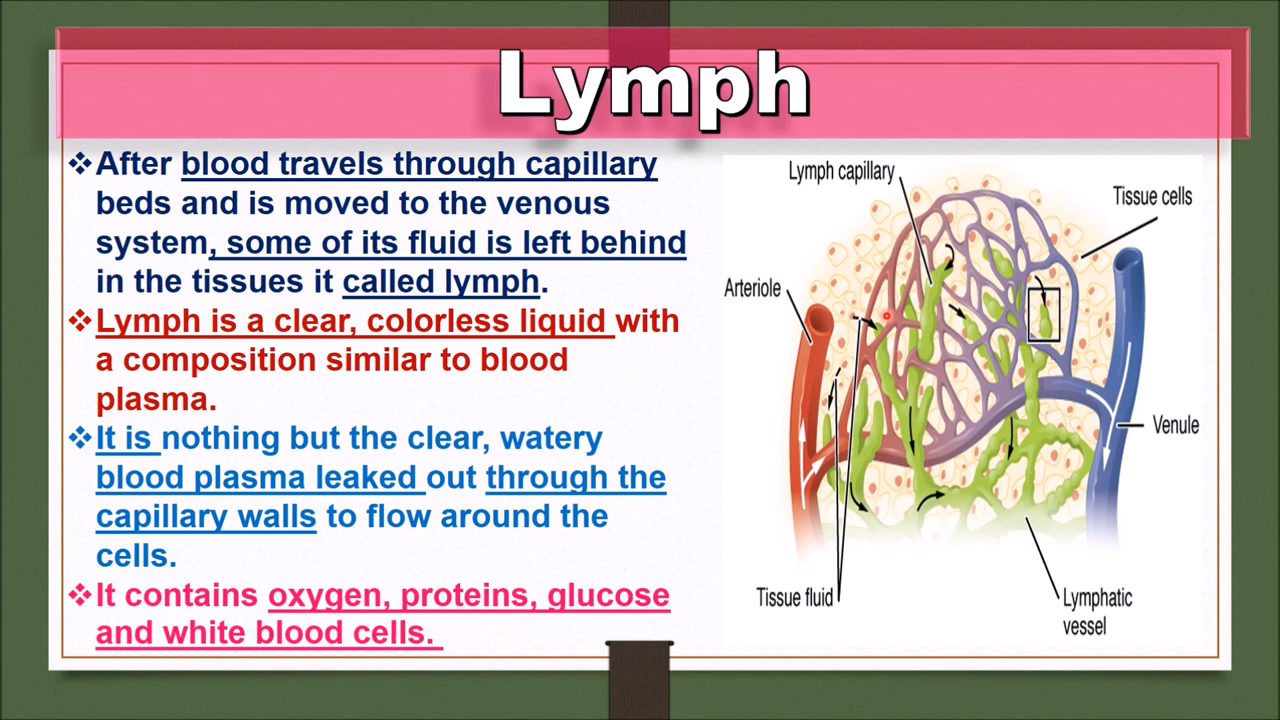 Lymph
❖After blood travels through capillary
beds and is moved to the venous
system, some of its fluid is left behind
in the tissues it called lymph.
❖Lymph is a clear, colorless liquid with
a composition similar to blood
plasma.
❖It is nothing but the clear, watery
blood plasma leaked out through the
capillary walls to flow around the
cells.
❖It contains oxygen, proteins, glucose
and white blood cells.
Lymph capillary
Tissue cells
Arteriole
Venule
Tissue fluid
Lymphatic
vessel